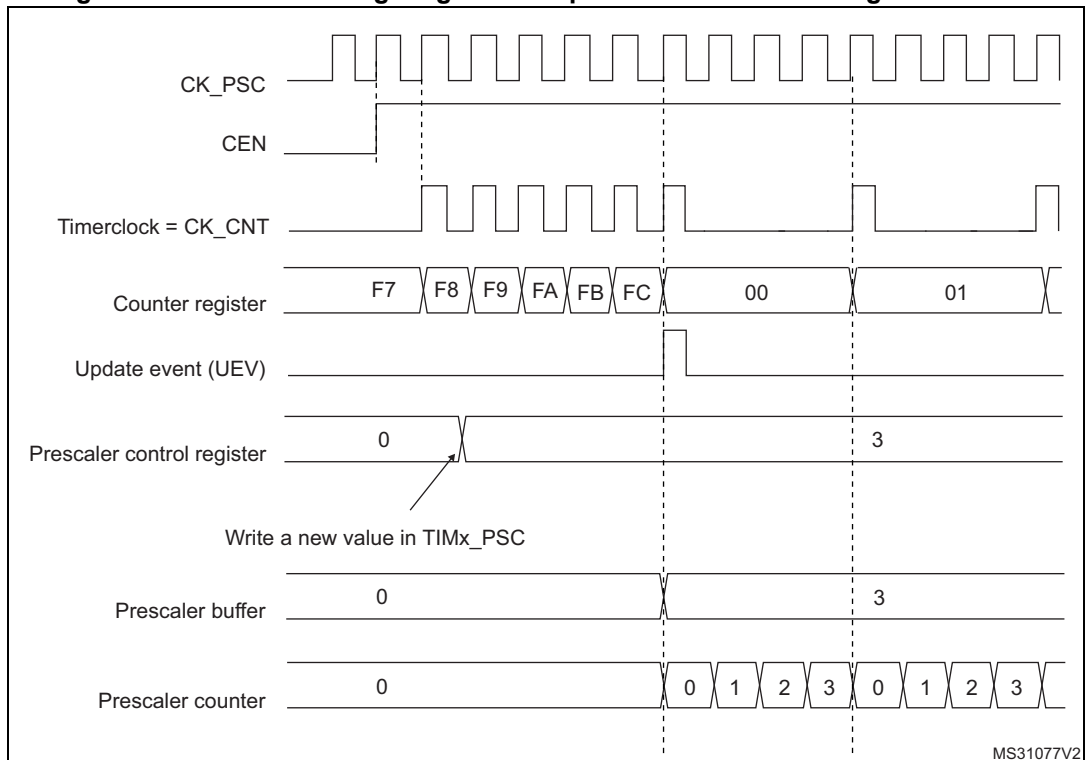 CK_PSC
CEN
Timerclock = CK_CNT
Counter register
F7 F8 F9 FA FB FC 00 01
Update event (UEV)
Prescaler control register
0 3
Write a new value in TIMx_PSC
Prescaler buffer
0 3
Prescaler counter
0 0 1 2 3 0 1 2 3
MS31077V2